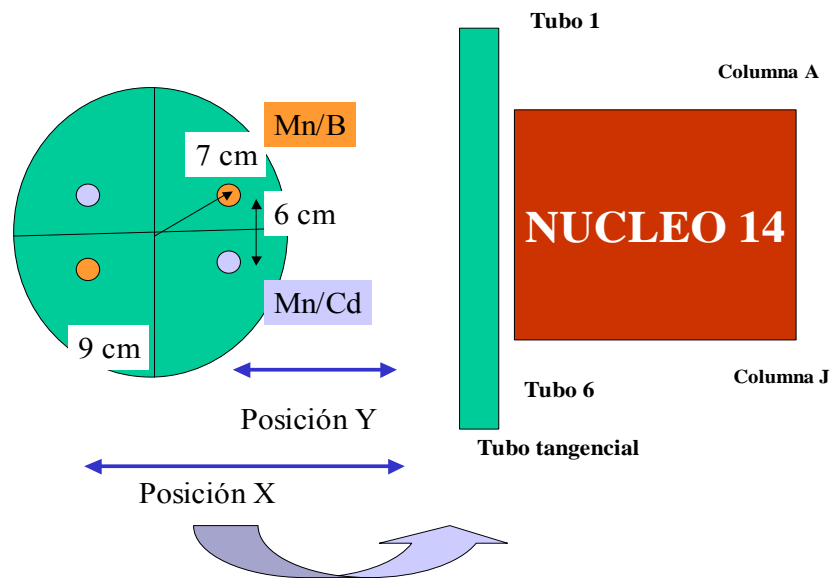 Tubo 1
Columna A
Mn/B
7 cm
6 cm
NUCLEO 14
Mn/Cd
9 cm
Columna J
Tubo 6
Posición Y
Tubo tangencial
Posición X